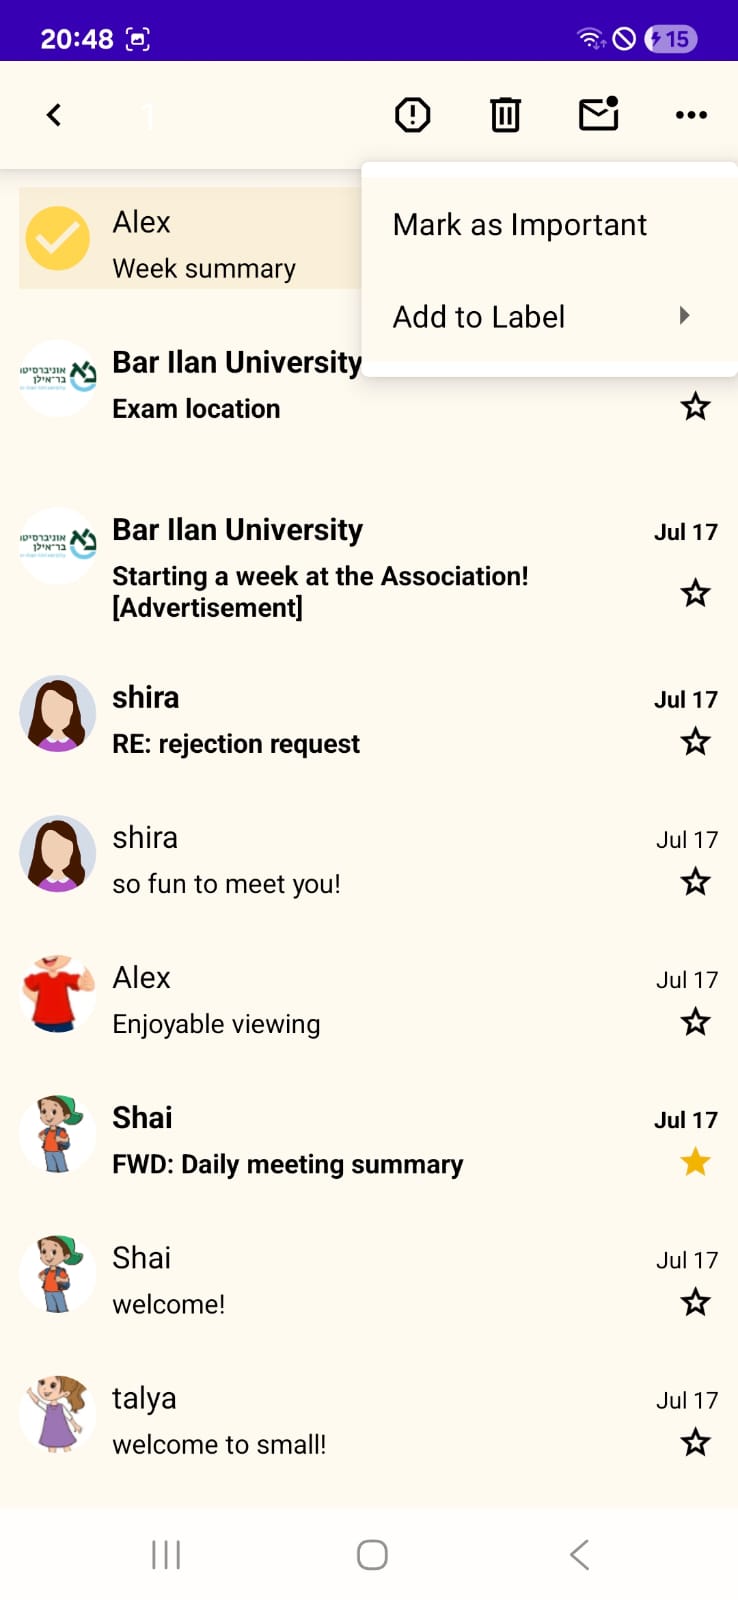 20:48
15
1
Mark as Important
Add to Label
Alex
Week summary
Bar Ilan University
Exam location
אוניברסיטת
בר־אילן
Bar Ilan University
Jul 17
Starting a week at the Association!
[Advertisement]
אוניברסיטת
בר־אילן
shira
Jul 17
RE: rejection request
shira
Jul 17
so fun to meet you!
Alex
Jul 17
Enjoyable viewing
Shai
Jul 17
FWD: Daily meeting summary
Shai
Jul 17
welcome!
talya
Jul 17
welcome to small!